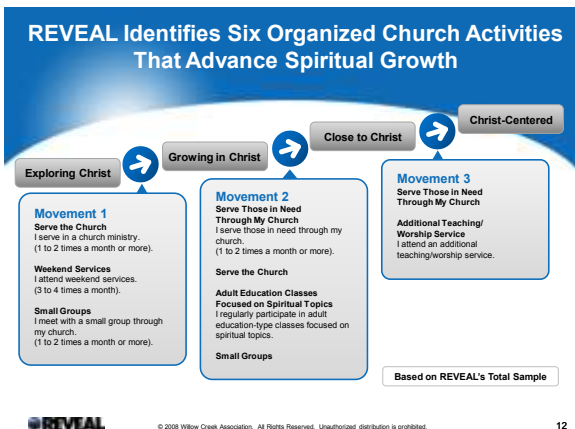 REVEAL Identifies Six Organized Church Activities
That Advance Spiritual Growth
Exploring Christ
Growing in Christ
Close to Christ
Christ-Centered
Movement 1
Serve the Church
I serve in a church ministry.
(1 to 2 times a month or more).
Weekend Services
I attend weekend services.
(3 to 4 times a month).
Small Groups
I meet with a small group through
my church.
(1 to 2 times a month or more).
Movement 2
Serve Those in Need
Through My Church
I serve those in need through my
church.
(1 to 2 times a month or more).
Serve the Church
Adult Education Classes
Focused on Spiritual Topics
I regularly participate in adult
education-type classes focused on
spiritual topics.
Small Groups
Movement 3
Serve Those in Need
Through My Church
Additional Teaching/
Worship Service
I attend an additional
teaching/worship service.
Based on REVEAL's Total Sample
REVEAL
© 2008 Willow Creek Association. All Rights Reserved. Unauthorized distribution is prohibited.
12